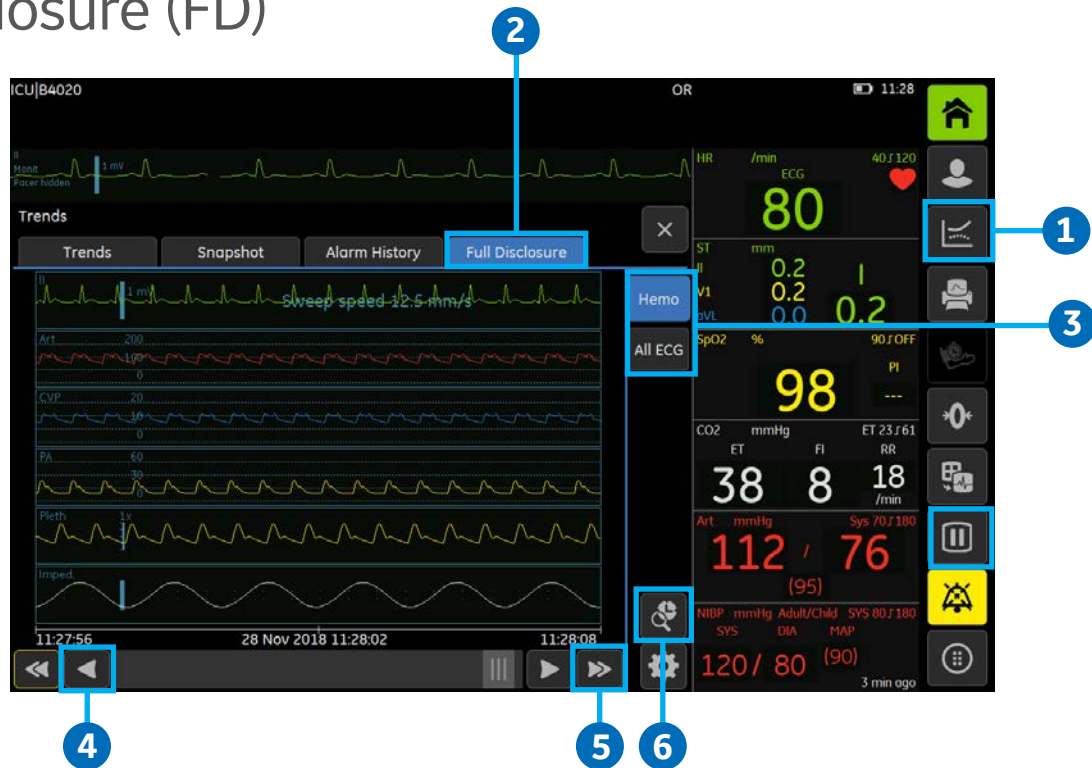 losure (FD)
2
ICU|B4020
OR
11:28
II
Monit
Pacer hidden
1 mV
Trends
Trends
Snapshot
Alarm History
Full Disclosure
II
1 mV
Sweep speed 12.5 mm/s
Art
200
100
0
CVP
20
10
0
PA
60
30
0
Pleth
1x
Imped.
11:27:56
28 Nov 2018 11:28:02
11:28:08
Hemo
All ECG
HR /min 40 120
ECG
80
ST mm
II 0.2 I
V1 0.2 0.2
aVL 0.0
SpO2 % 90 OFF
PI
98 ---
CO2 mmHg ET 23 61
ET FI RR
38 8 18
/min
Art mmHg Sys 70 180
112 / 76
(95)
NIBP mmHg Adult/Child SYS 80 180
SYS DIA MAP
120/ 80 (90)
3 min ago
0
1
3
4
5
6